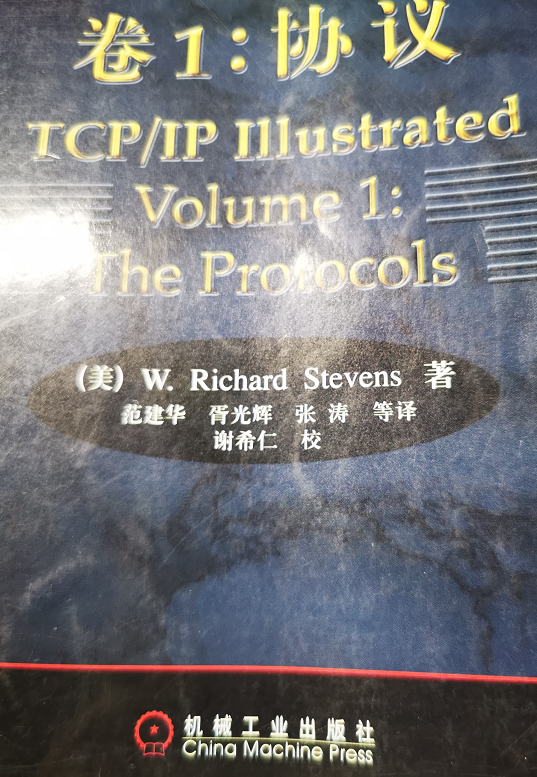 卷1：协议
TCP/IP Illustrated
Volume 1:
The Protocols
（美）W. Richard Stevens 著
范建华 胥光辉 张 涛 等译
谢希仁 校
机械工业出版社
China Machine Press